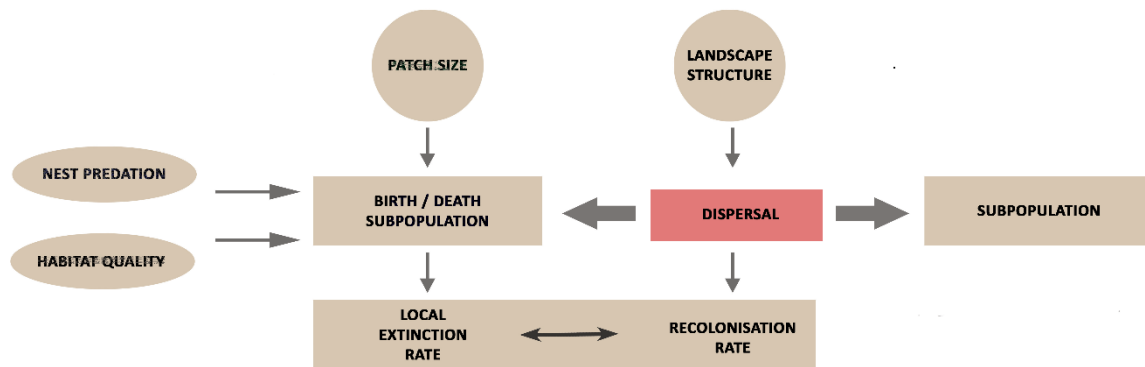 PATCH SIZE
LANDSCAPE
STRUCTURE
NEST PREDATION
HABITAT QUALITY
BIRTH / DEATH
SUBPOPULATION
DISPERSAL
SUBPOPULATION
LOCAL
EXTINCTION
RATE
RECOLONISATION
RATE